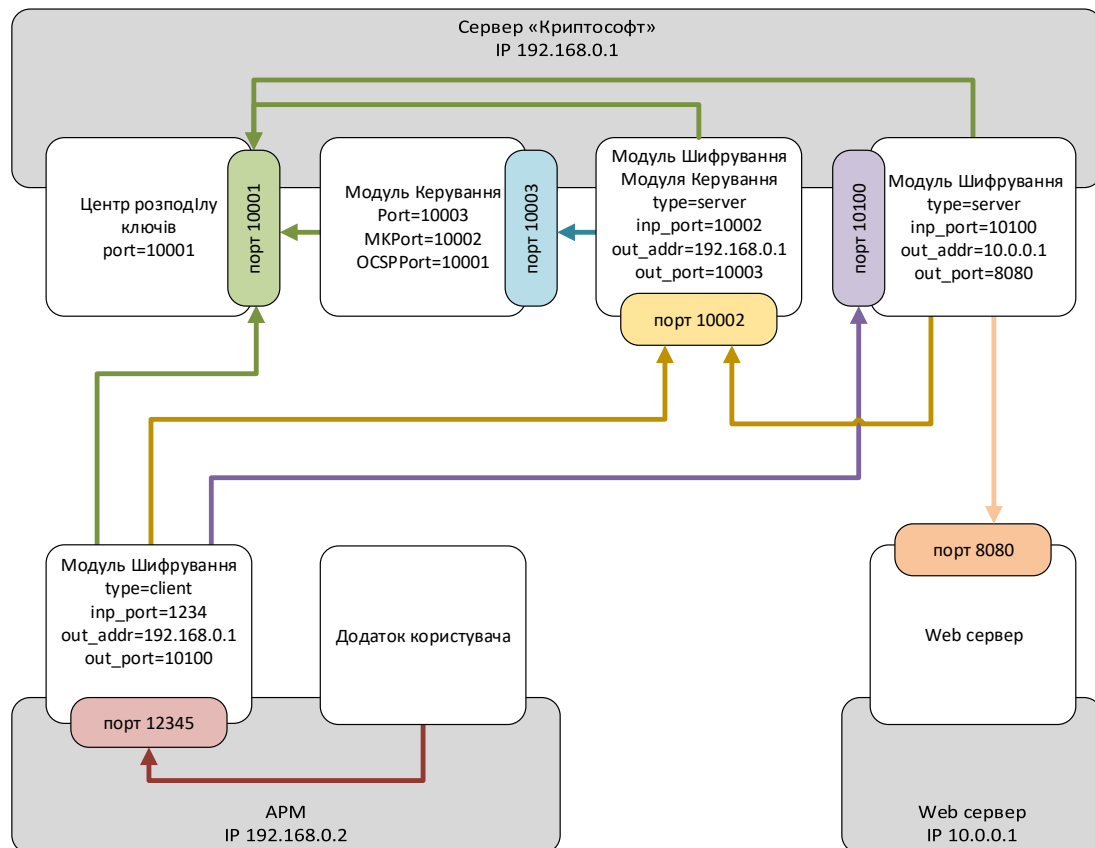 Сервер «Криптософт»
IP 192.168.0.1
Центр розподілу
ключів
port=10001
порт 10001
Модуль Керування
Port=10003
MKPort=10002
OCSPPort=10001
порт 10003
Модуль Шифрування
Модуля Керування
type=server
inp_port=10002
out_addr=192.168.0.1
out_port=10003
порт 10002
порт 10100
Модуль Шифрування
type=server
inp_port=10100
out_addr=10.0.0.1
out_port=8080
Модуль Шифрування
type=client
inp_port=1234
out_addr=192.168.0.1
out_port=10100
порт 12345
Додаток користувача
АРМ
IP 192.168.0.2
порт 8080
Web сервер
Web сервер
IP 10.0.0.1